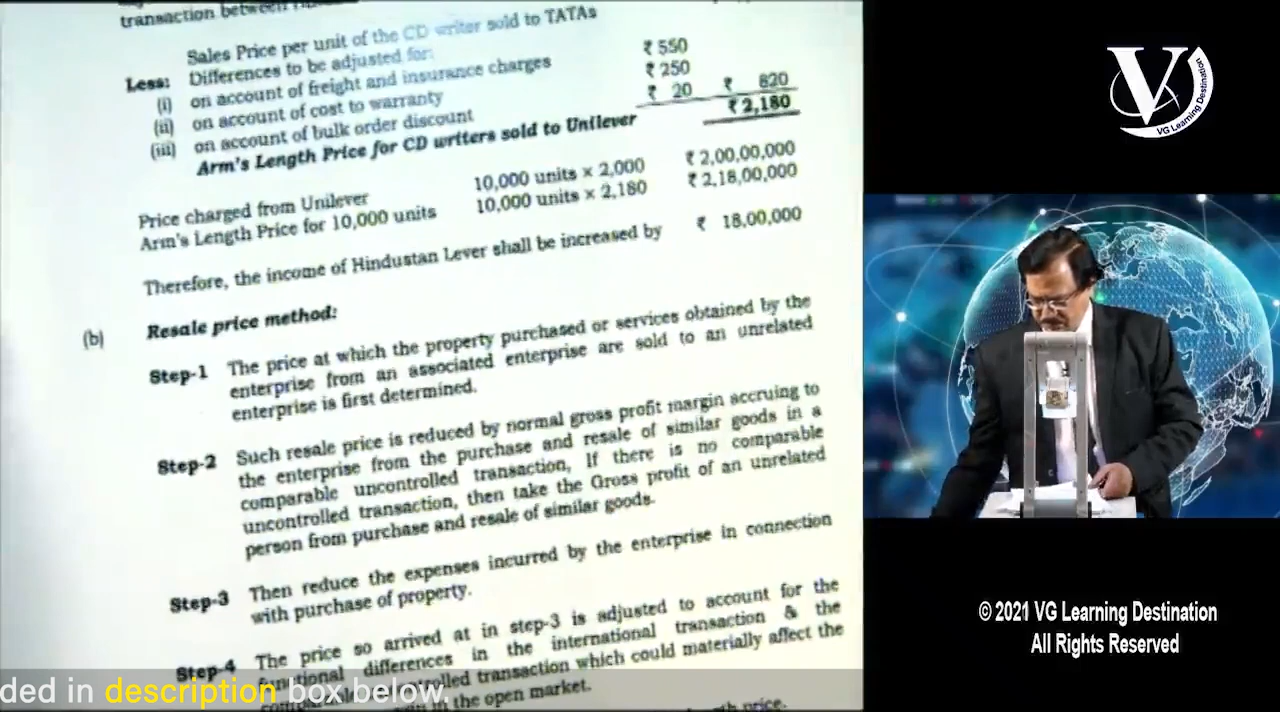 transaction between
Sales Price per unit of the CD writer sold to TATAs
Less: Differences to be adjusted for:
(i) on account of freight and insurance charges ₹ 550
(ii) on account of cost to warranty ₹ 250
(iii) on account of bulk order discount ₹ 20 ₹ 820
Arm's Length Price for CD writers sold to Unilever ₹ 2,180
Price charged from Unilever 10,000 units × 2,000 ₹ 2,00,00,000
Arm's Length Price for 10,000 units 10,000 units × 2,180 ₹ 2,18,00,000
Therefore, the income of Hindustan Lever shall be increased by ₹ 18,00,000
(b) Resale price method:
Step-1 The price at which the property purchased or services obtained by the
enterprise from an associated enterprise are sold to an unrelated
enterprise is first determined.
Step-2 Such resale price is reduced by normal gross profit margin accruing to
the enterprise from the purchase and resale of similar goods in a
comparable uncontrolled transaction, If there is no comparable
uncontrolled transaction, then take the Gross profit of an unrelated
person from purchase and resale of similar goods.
Step-3 Then reduce the expenses incurred by the enterprise in connection
with purchase of property.
Step-4 The price so arrived at in step-3 is adjusted to account for the
functional differences in the international transaction & the
transaction which could materially affect the
in the open market.
price.
ded in description box below.
V
VG Learning Destination
© 2021 VG Learning Destination
All Rights Reserved